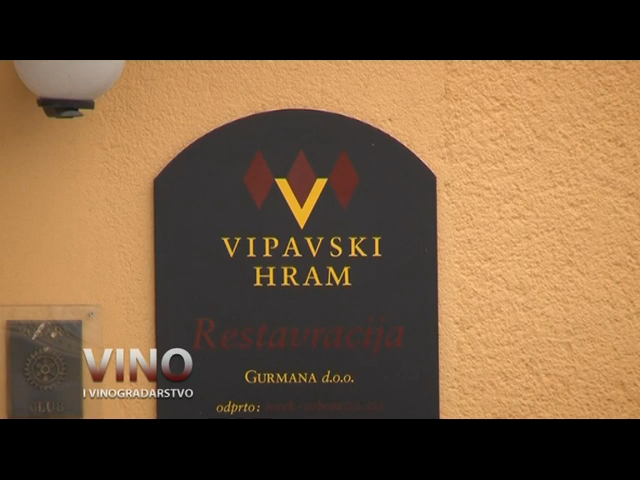 V
VIPAVSKI
HRAM
Restavracija
GURMANA d.o.o.
odprto:
CLUB
VINO
I VINOGRADARSTVO